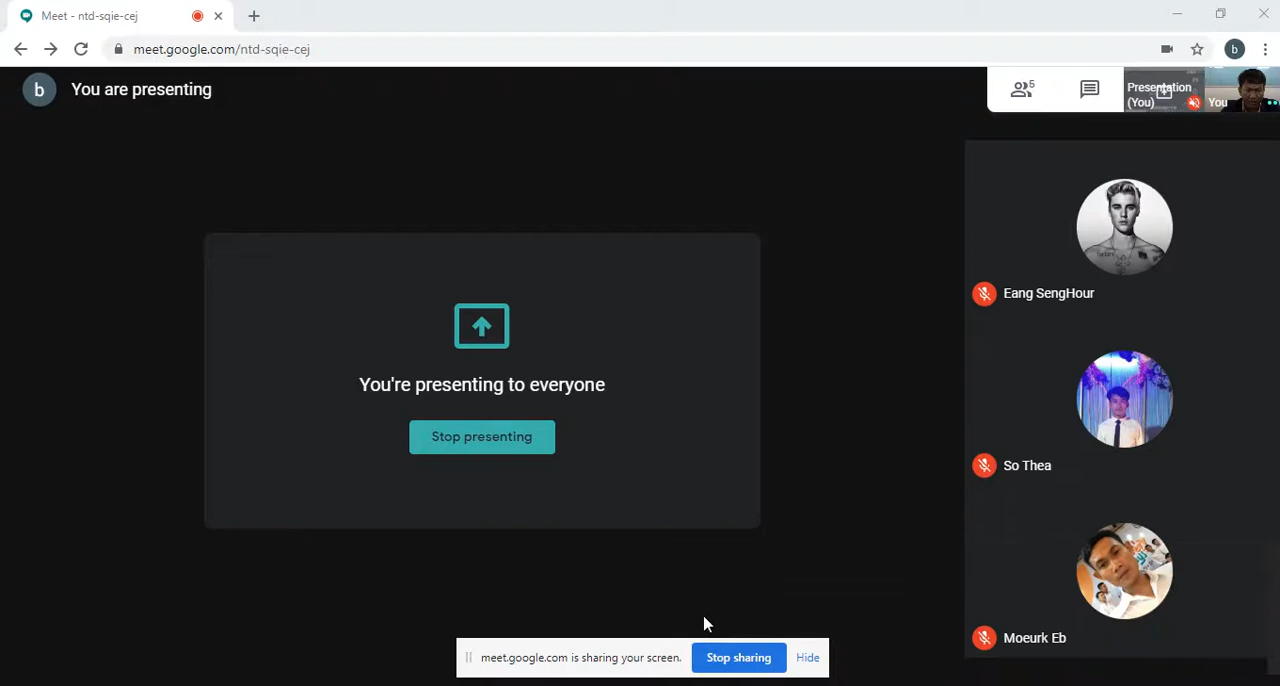 Meet - ntd-sqie-cej
meet.google.com/ntd-sqie-cej
b
b
You are presenting
5
Presentation
(You)
You
Eang SengHour
You're presenting to everyone
Stop presenting
So Thea
Moeurk Eb
meet.google.com is sharing your screen.
Stop sharing
Hide